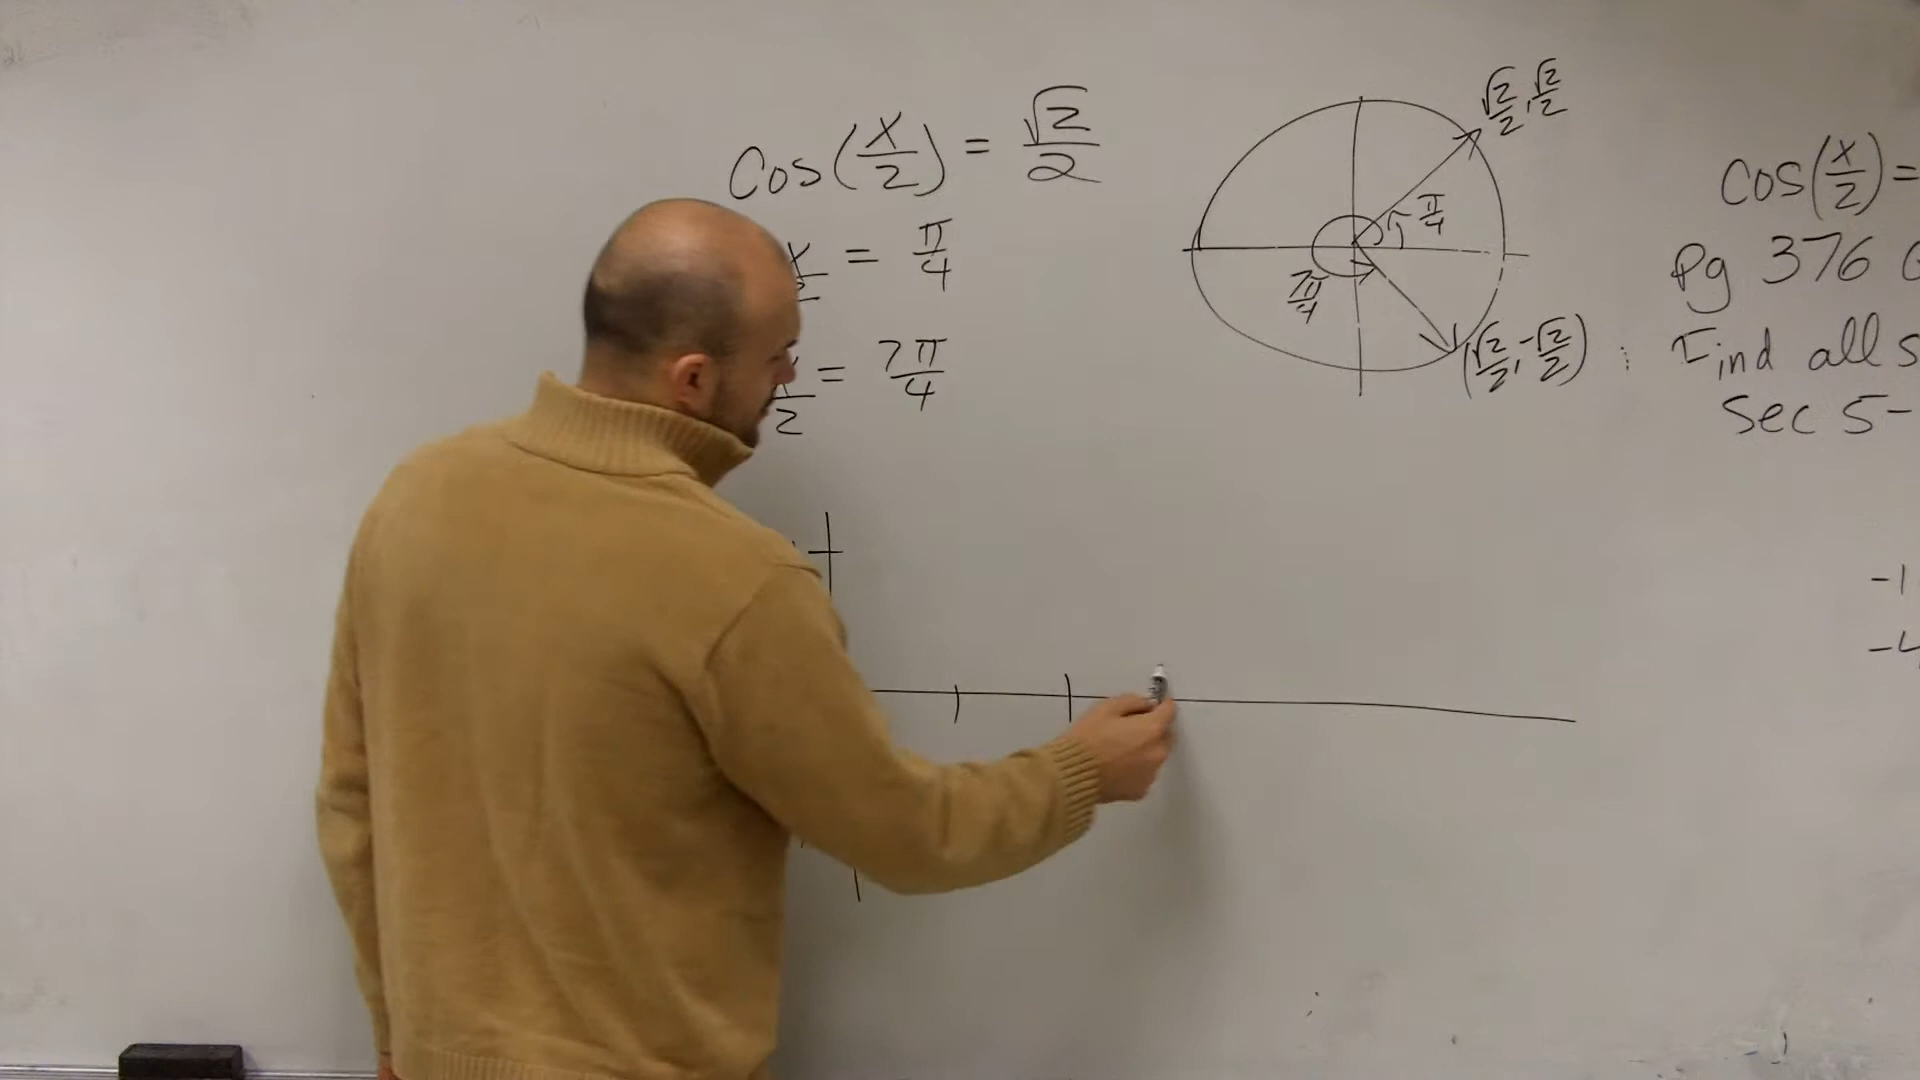 cos(x/2) = √2/2
x/2 = π/4
x/2 = 7π/4
√2/2, √2/2
π/4
7π/4
(√2/2, -√2/2)
cos(x/2) =
Pg 376
Find all s
Sec 5-
-1
-4